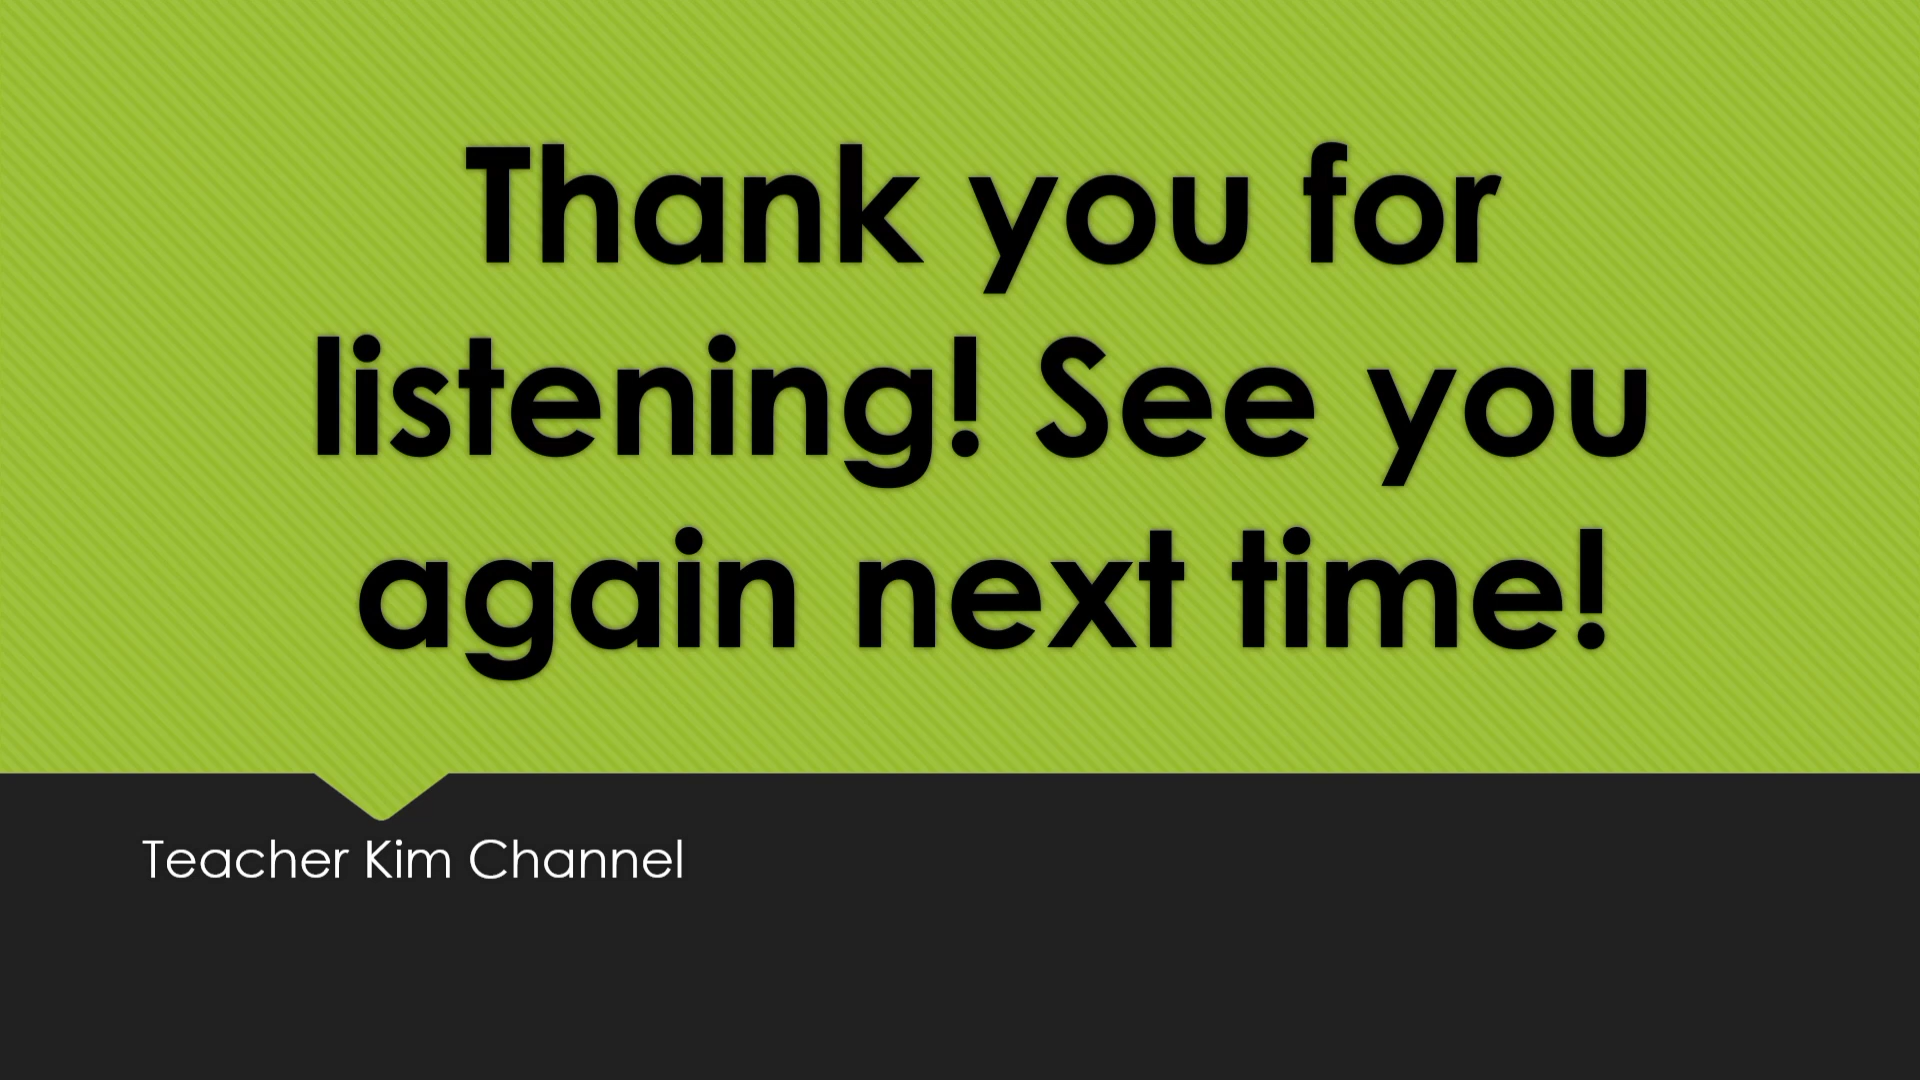 Thank you for
listening! See you
again next time!
Teacher Kim Channel